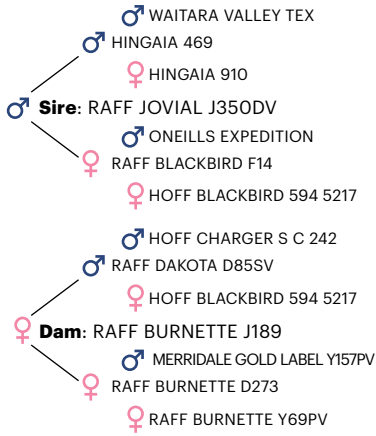 WAITARA VALLEY TEX
HINGAIA 469
HINGAIA 910
Sire: RAFF JOVIAL J350DV
ONEILLS EXPEDITION
RAFF BLACKBIRD F14
HOFF BLACKBIRD 594 5217
HOFF CHARGER S C 242
RAFF DAKOTA D85SV
HOFF BLACKBIRD 594 5217
Dam: RAFF BURNETTE J189
MERRIDALE GOLD LABEL Y157PV
RAFF BURNETTE D273
RAFF BURNETTE Y69PV